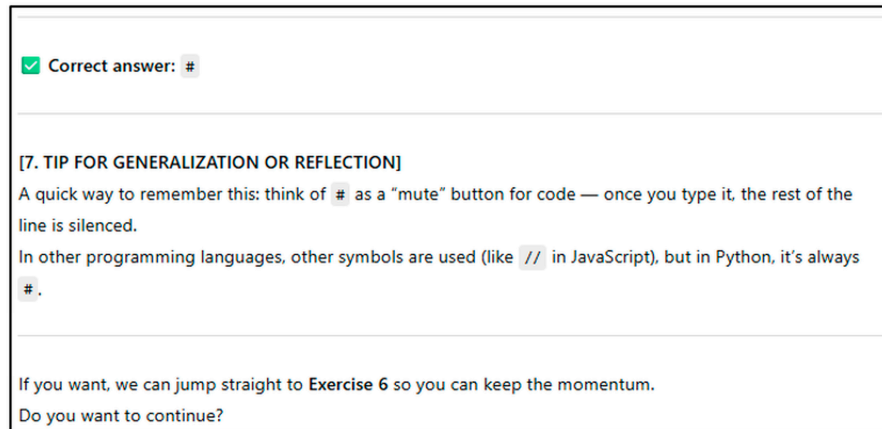 ✅ Correct answer: #
[7. TIP FOR GENERALIZATION OR REFLECTION]
A quick way to remember this: think of # as a “mute” button for code — once you type it, the rest of the
line is silenced.
In other programming languages, other symbols are used (like // in JavaScript), but in Python, it’s always
#.
If you want, we can jump straight to Exercise 6 so you can keep the momentum.
Do you want to continue?